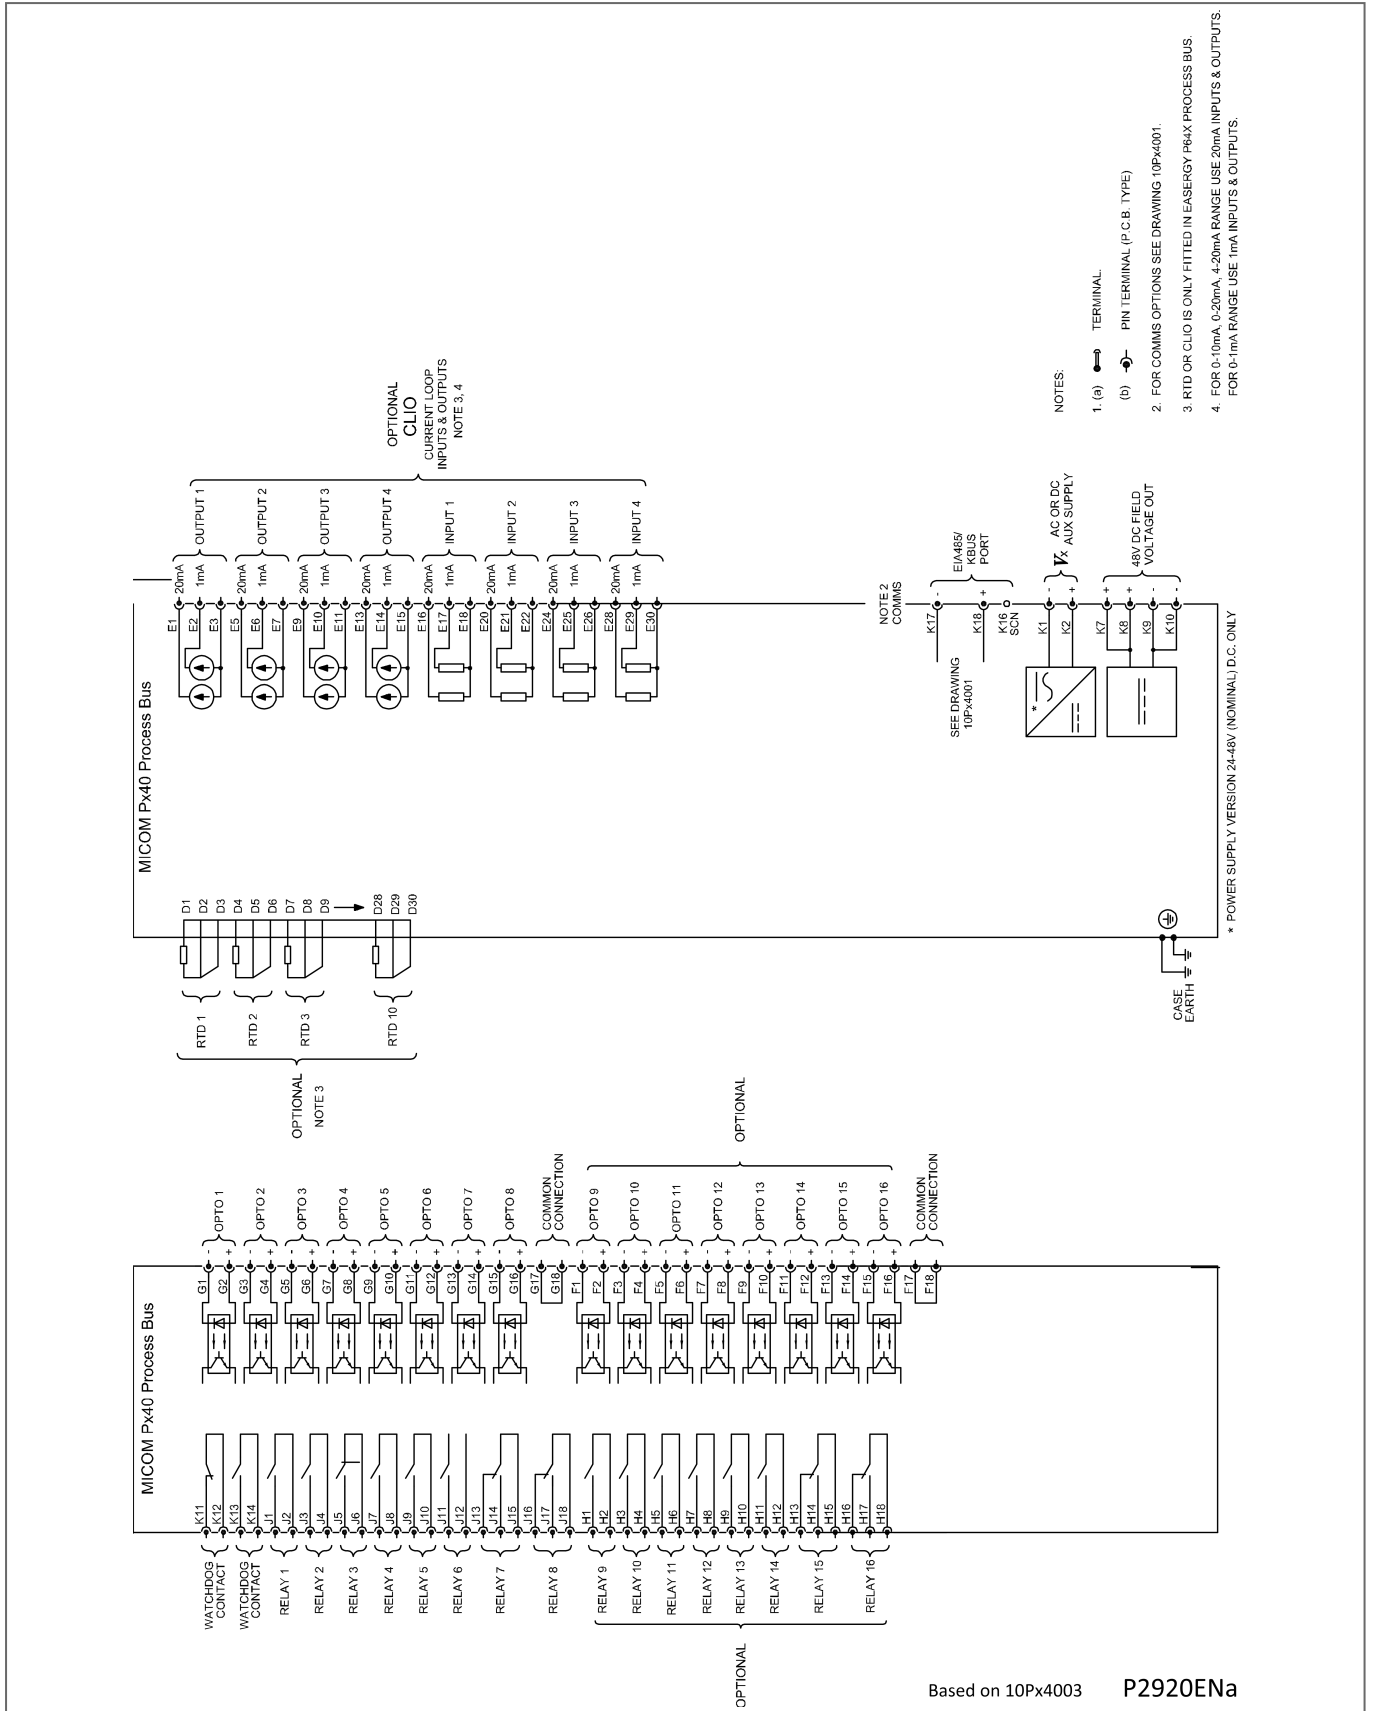 MICOM Px40 Process Bus
E1
E2
E3
E5
E6
E7
E9
E10
E11
E13
E14
E15
E16
E17
E18
E20
E21
E22
E24
E25
E26
E28
E29
E30
20mA
1mA
20mA
1mA
20mA
1mA
20mA
1mA
20mA
1mA
20mA
1mA
20mA
1mA
20mA
1mA
OUTPUT 1
OUTPUT 2
OUTPUT 3
OUTPUT 4
INPUT 1
INPUT 2
INPUT 3
INPUT 4
OPTIONAL
CLIO
CURRENT LOOP
INPUTS & OUTPUTS
NOTE 3, 4
NOTE 2
COMMS
K17
-
K18
+
K16
SCN
EIA485/
KBUS
PORT
SEE DRAWING
10Px4001
K1
-
K2
+
Vx
AC OR DC
AUX SUPPLY
K7
+
K8
+
K9
-
K10
-
48V DC FIELD
VOLTAGE OUT
*
* POWER SUPPLY VERSION 24-48V (NOMINAL) D.C. ONLY
NOTES:
1. (a) TERMINAL.
(b) PIN TERMINAL (P.C.B. TYPE)
2. FOR COMMS OPTIONS SEE DRAWING 10Px4001.
3. RTD OR CLIO IS ONLY FITTED IN EASERGY P64X PROCESS BUS.
4. FOR 0-10mA, 0-20mA, 4-20mA RANGE USE 20mA INPUTS & OUTPUTS.
FOR 0-1mA RANGE USE 1mA INPUTS & OUTPUTS.
D1
D2
D3
D4
D5
D6
D7
D8
D9
D28
D29
D30
RTD 1
RTD 2
RTD 3
RTD 10
OPTIONAL
NOTE 3
CASE
EARTH
MICOM Px40 Process Bus
G1
-
G2
+
OPTO 1
G3
-
G4
+
OPTO 2
G5
-
G6
+
OPTO 3
G7
-
G8
+
OPTO 4
G9
-
G10
+
OPTO 5
G11
-
G12
+
OPTO 6
G13
-
G14
+
OPTO 7
G15
-
G16
+
OPTO 8
G17
G18
COMMON
CONNECTION
F1
-
F2
+
OPTO 9
F3
-
F4
+
OPTO 10
F5
-
F6
+
OPTO 11
F7
-
F8
+
OPTO 12
F9
-
F10
+
OPTO 13
F11
-
F12
+
OPTO 14
F13
-
F14
+
OPTO 15
F15
-
F16
+
OPTO 16
F17
F18
COMMON
CONNECTION
OPTIONAL
K11
K12
WATCHDOG
CONTACT
K13
K14
WATCHDOG
CONTACT
J1
J2
RELAY 1
J3
J4
RELAY 2
J5
J6
RELAY 3
J7
J8
RELAY 4
J9
J10
RELAY 5
J11
J12
RELAY 6
J13
J14
J15
RELAY 7
J16
J17
J18
RELAY 8
H1
H2
RELAY 9
H3
H4
RELAY 10
H5
H6
RELAY 11
H7
H8
RELAY 12
H9
H10
RELAY 13
H11
H12
RELAY 14
H13
H14
H15
RELAY 15
H16
H17
H18
RELAY 16
OPTIONAL
Based on 10Px4003
P2920ENa